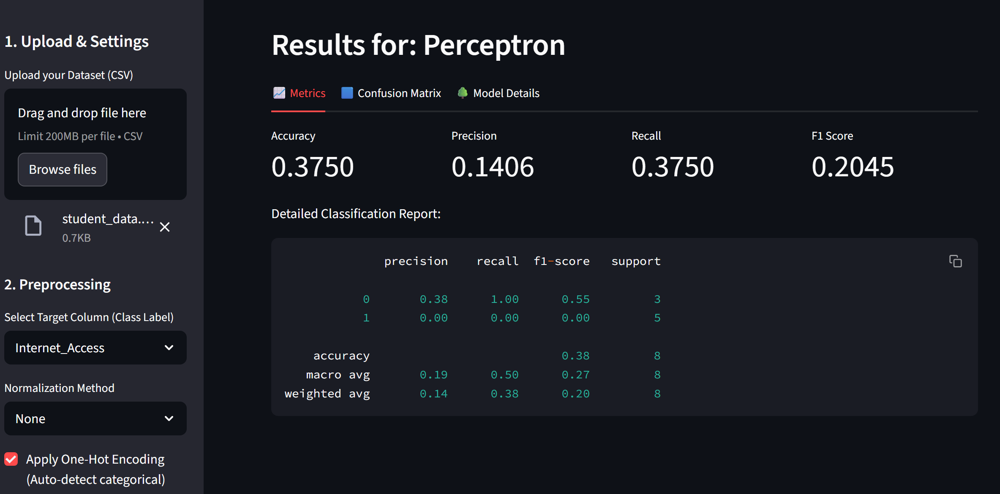 1. Upload & Settings
Upload your Dataset (CSV)
Drag and drop file here
Limit 200MB per file • CSV
Browse files
student_data.…
0.7KB
2. Preprocessing
Select Target Column (Class Label)
Internet_Access
Normalization Method
None
Apply One-Hot Encoding
(Auto-detect categorical)
Results for: Perceptron
Metrics Confusion Matrix Model Details
Accuracy Precision Recall F1 Score
0.3750 0.1406 0.3750 0.2045
Detailed Classification Report:
precision recall f1-score support
0 0.38 1.00 0.55 3
1 0.00 0.00 0.00 5
accuracy 0.38 8
macro avg 0.19 0.50 0.27 8
weighted avg 0.14 0.38 0.20 8